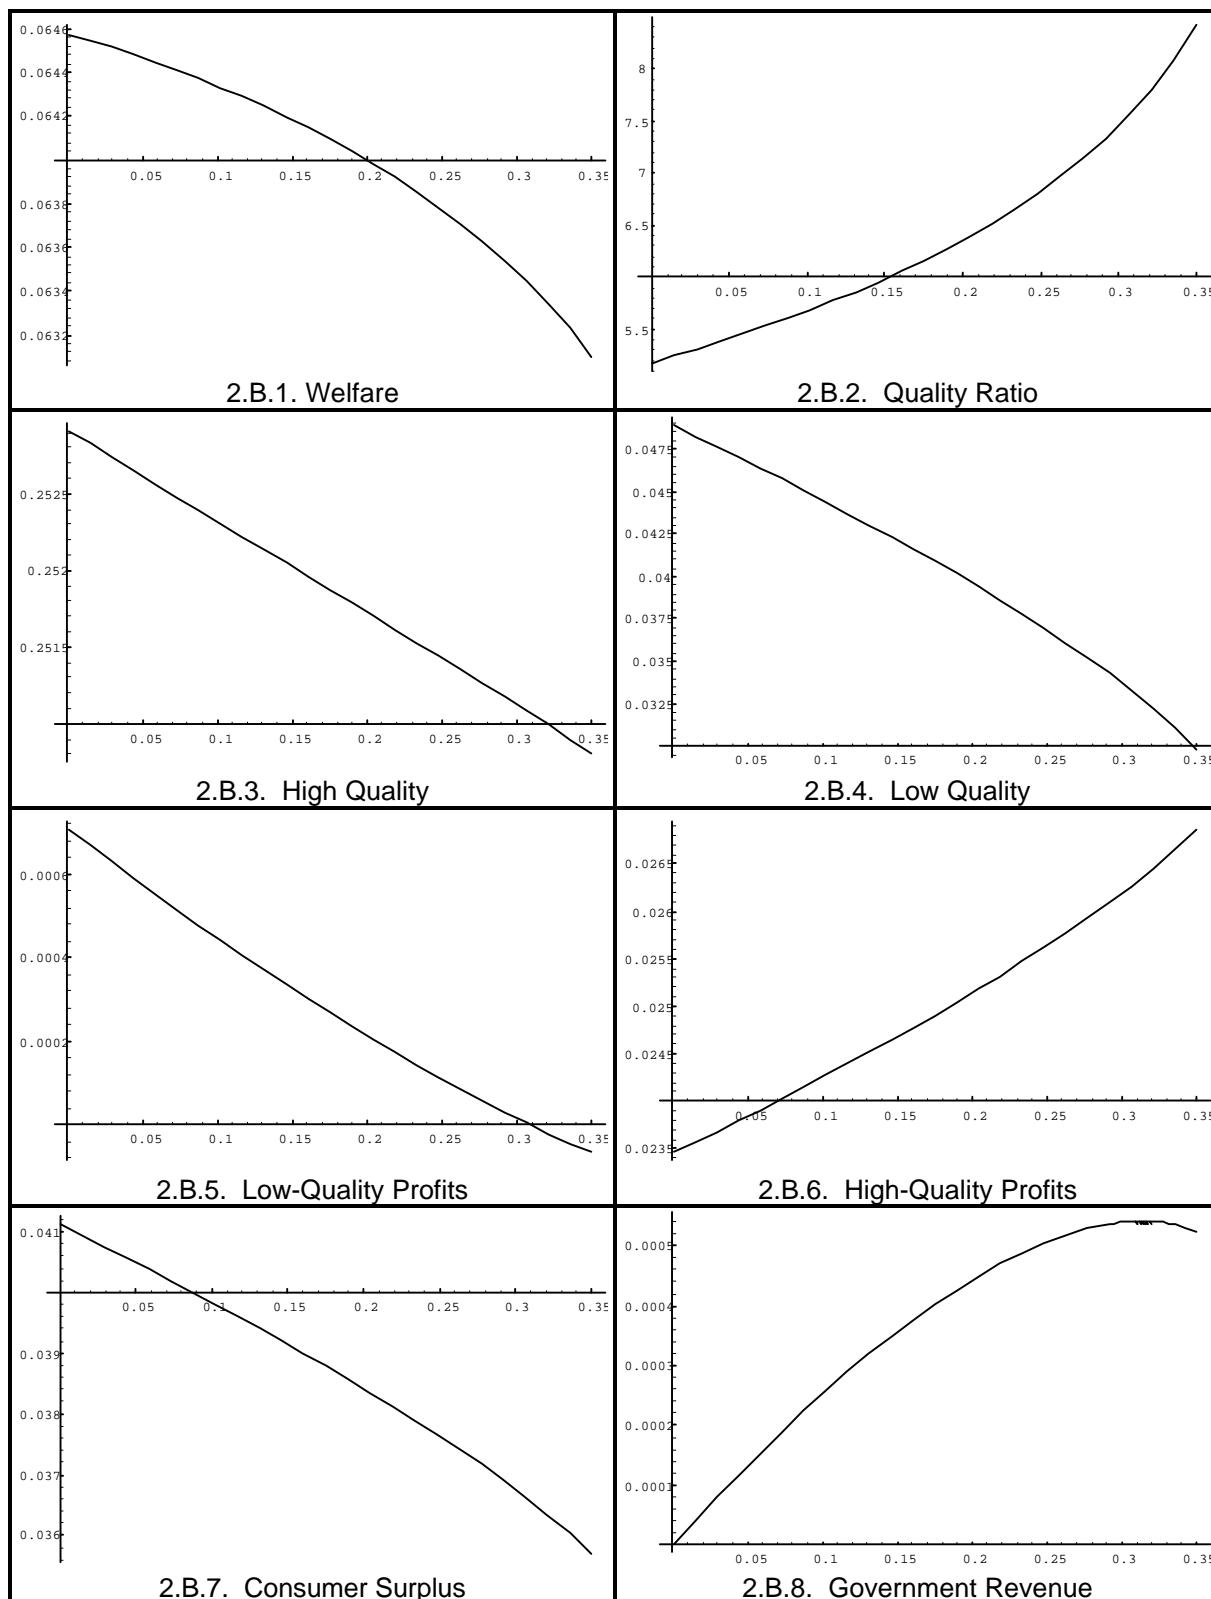 0.0646
0.0644
0.0642
0.05 0.1 0.15 0.2 0.25 0.3 0.35
0.0638
0.0636
0.0634
0.0632
2.B.1. Welfare
8
7.5
7
6.5
0.05 0.1 0.15 0.2 0.25 0.3 0.35
5.5
2.B.2. Quality Ratio
0.2525
0.252
0.2515
0.05 0.1 0.15 0.2 0.25 0.3 0.35
2.B.3. High Quality
0.0475
0.045
0.0425
0.04
0.0375
0.035
0.0325
0.05 0.1 0.15 0.2 0.25 0.3 0.35
2.B.4. Low Quality
0.0006
0.0004
0.0002
0.05 0.1 0.15 0.2 0.25 0.3 0.35
2.B.5. Low-Quality Profits
0.0265
0.026
0.0255
0.025
0.0245
0.05 0.1 0.15 0.2 0.25 0.3 0.35
0.0235
2.B.6. High-Quality Profits
0.041
0.05 0.1 0.15 0.2 0.25 0.3 0.35
0.039
0.038
0.037
0.036
2.B.7. Consumer Surplus
0.0005
0.0004
0.0003
0.0002
0.0001
0.05 0.1 0.15 0.2 0.25 0.3 0.35
2.B.8. Government Revenue